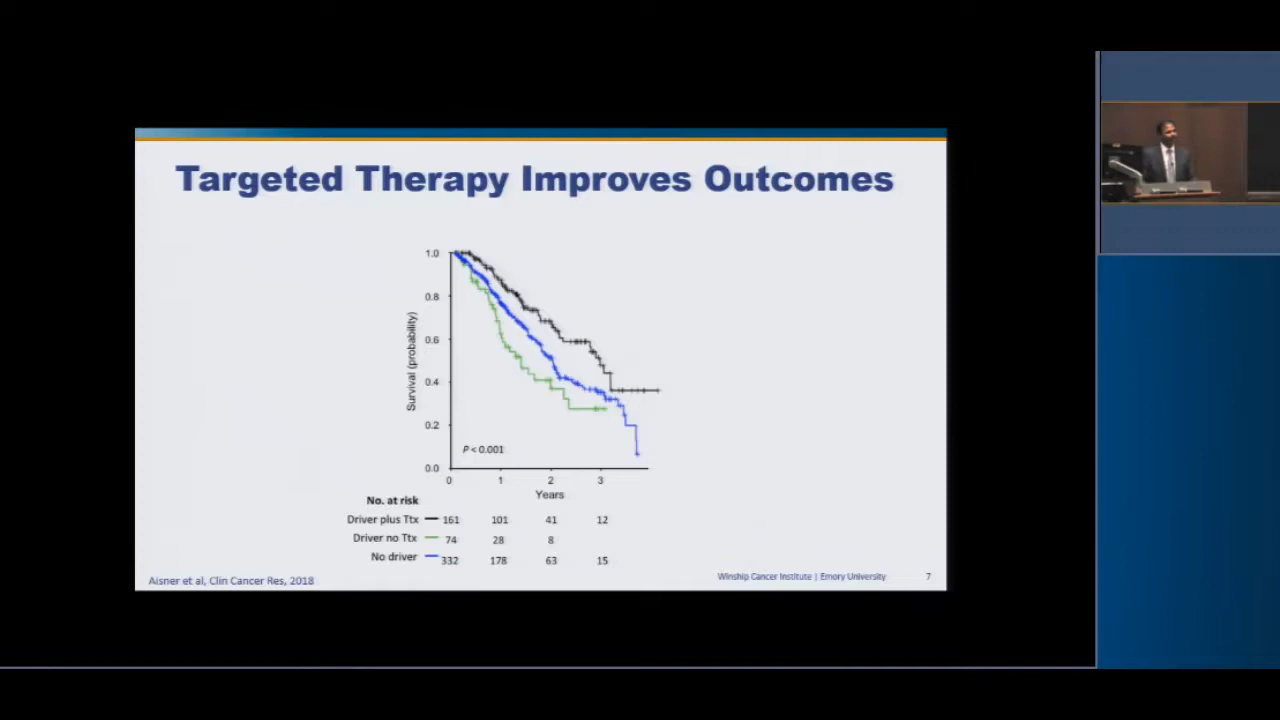 Targeted Therapy Improves Outcomes
1.0
0.8
0.6
0.4
0.2
0.0
Survival (probability)
P < 0.001
0 1 2 3
Years
No. at risk
Driver plus Ttx 161 101 41 12
Driver no Ttx 74 28 8
No driver 332 178 63 15
Aisner et al, Clin Cancer Res, 2018
Winship Cancer Institute | Emory University 7